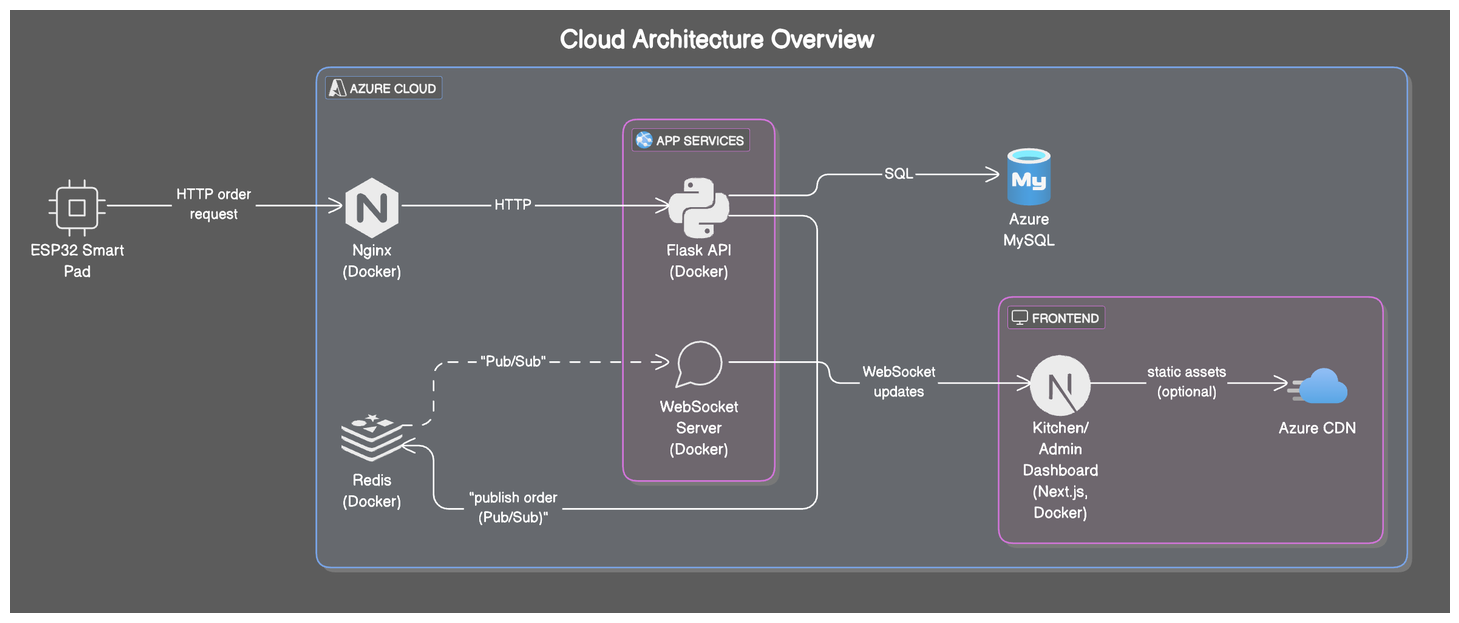 Cloud Architecture Overview
AZURE CLOUD
APP SERVICES
HTTP order
request
ESP32 Smart
Pad
Nginx
(Docker)
HTTP
Flask API
(Docker)
SQL
My
Azure
MySQL
"Pub/Sub"
WebSocket
Server
(Docker)
Redis
(Docker)
"publish order
(Pub/Sub)"
WebSocket
updates
FRONTEND
Kitchen/
Admin
Dashboard
(Next.js,
Docker)
static assets
(optional)
Azure CDN